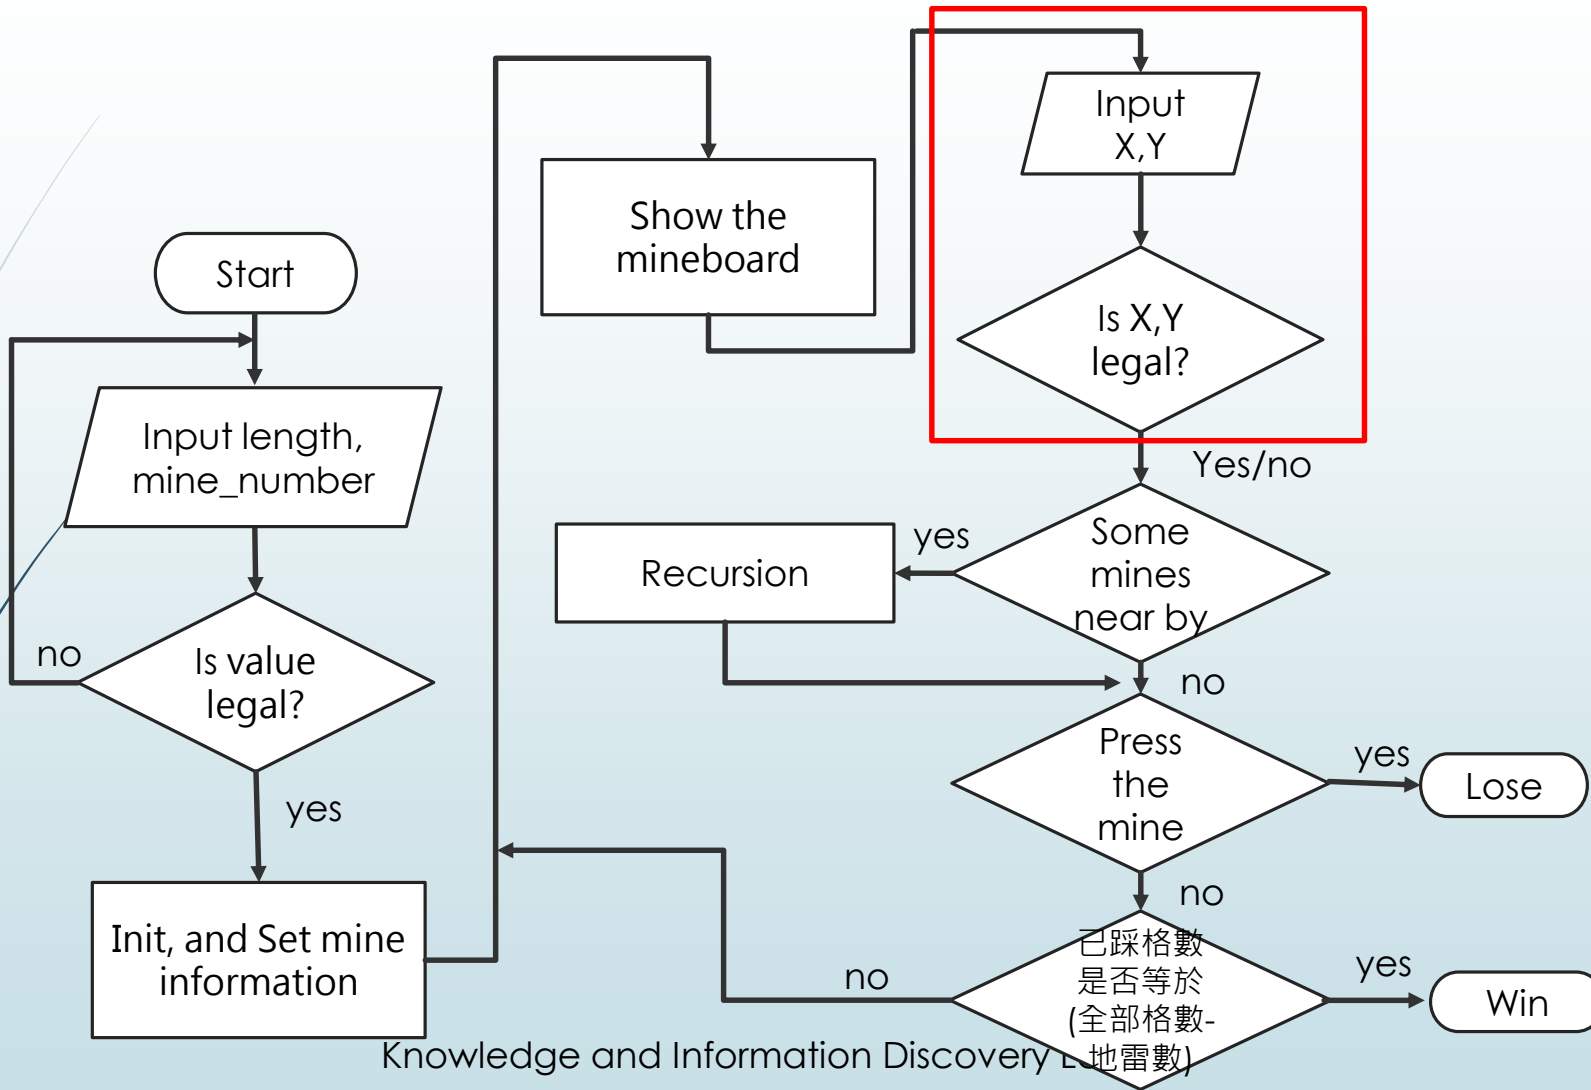 Start
Input length,
mine_number
Is value
legal?
no
yes
Init, and Set mine
information
Show the
mineboard
Input
X,Y
Is X,Y
legal?
Yes/no
Some
mines
near by
yes
Recursion
no
Press
the
mine
yes
Lose
no
已踩格數
是否等於
(全部格數-
地雷數)
no
yes
Win
Knowledge and Information Discovery